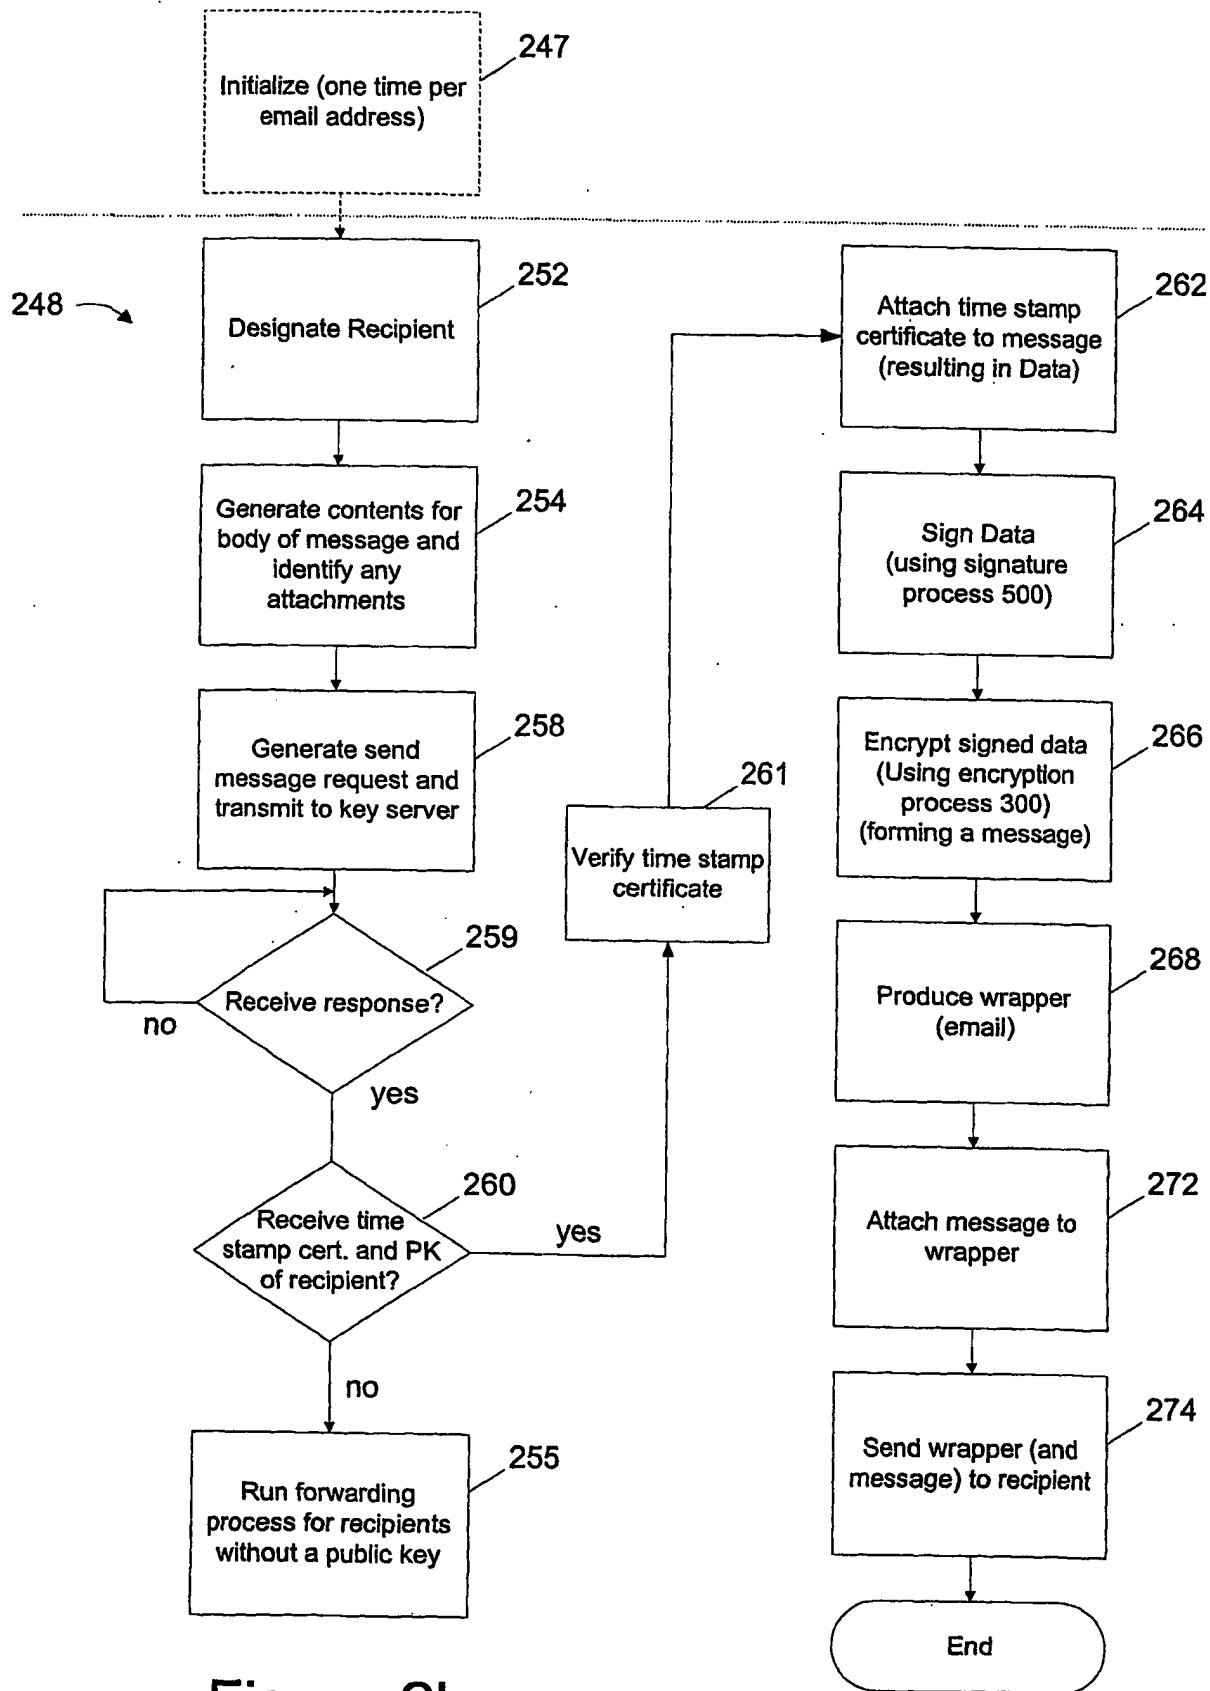 247
Initialize (one time per
email address)
248
252
Designate Recipient
254
Generate contents for
body of message and
identify any
attachments
258
Generate send
message request and
transmit to key server
259
Receive response?
no
yes
260
Receive time
stamp cert. and PK
of recipient?
yes
no
255
Run forwarding
process for recipients
without a public key
261
Verify time stamp
certificate
262
Attach time stamp
certificate to message
(resulting in Data)
264
Sign Data
(using signature
process 500)
266
Encrypt signed data
(Using encryption
process 300)
(forming a message)
268
Produce wrapper
(email)
272
Attach message to
wrapper
274
Send wrapper (and
message) to recipient
End